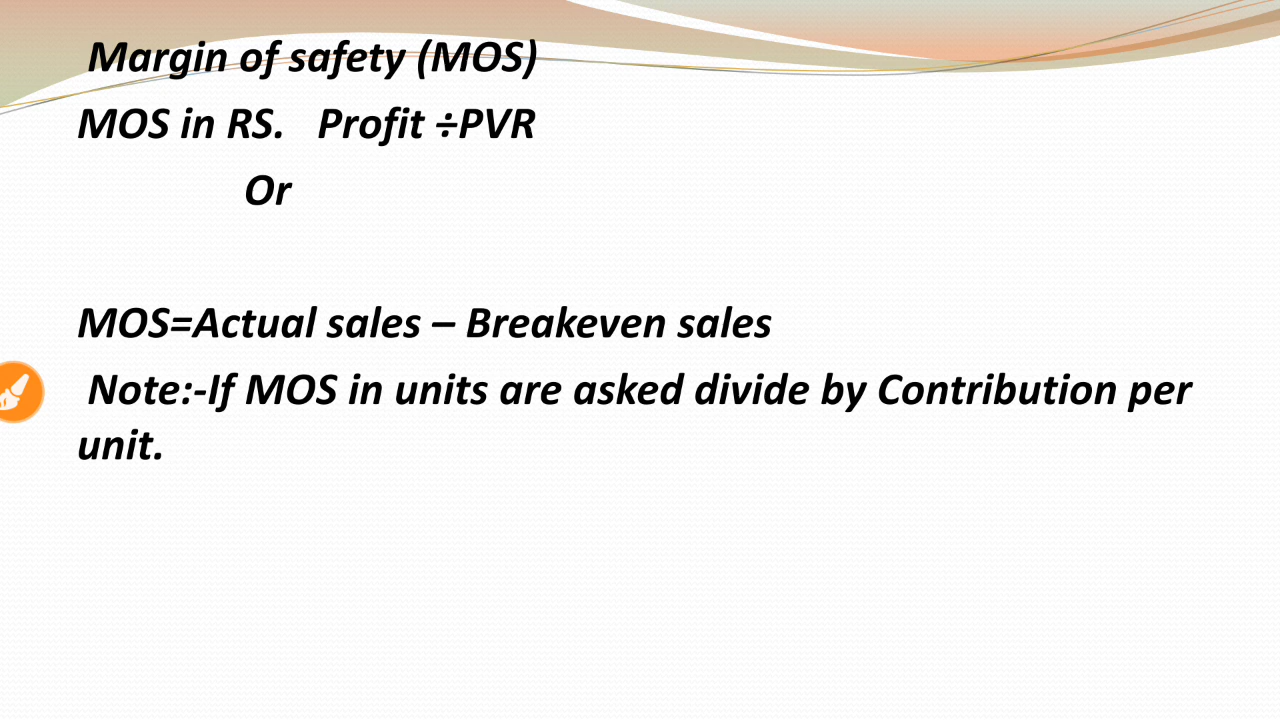 Margin of safety (MOS)
MOS in RS.   Profit ÷PVR
Or
MOS=Actual sales – Breakeven sales
Note:-If MOS in units are asked divide by Contribution per
unit.